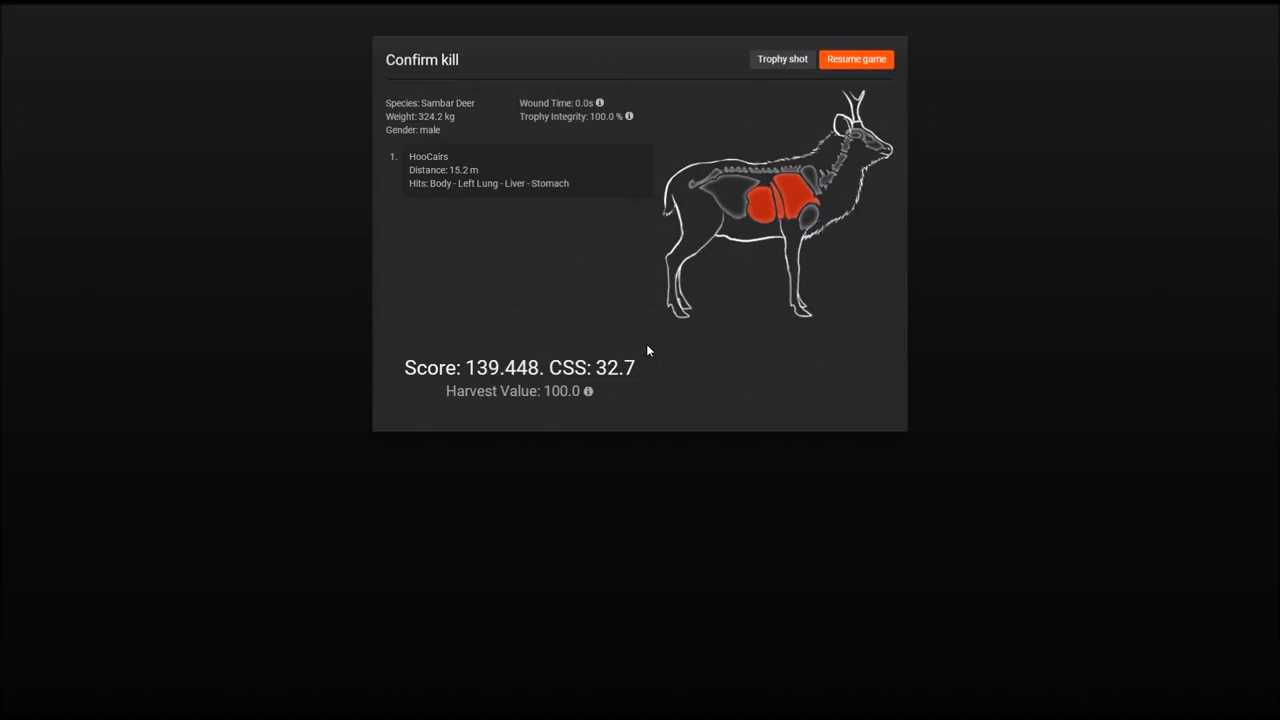 Confirm kill
Trophy shot
Resume game
Species: Sambar Deer
Weight: 324.2 kg
Gender: male
Wound Time: 0.0s
Trophy Integrity: 100.0 %
1.
HooCairs
Distance: 15.2 m
Hits: Body - Left Lung - Liver - Stomach
Score: 139.448. CSS: 32.7
Harvest Value: 100.0